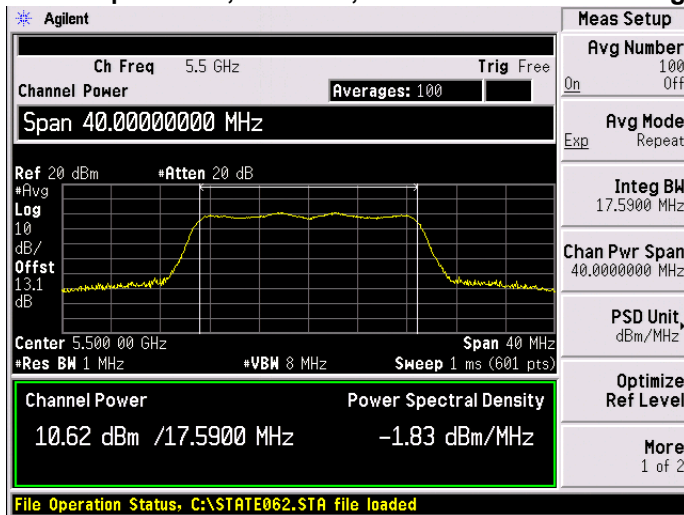 Agilent
Meas Setup
Ch Freq 5.5 GHz Trig Free
Channel Power Averages: 100
Span 40.00000000 MHz
Ref 20 dBm #Atten 20 dB
#Avg
Log
10
dB/
Offst
13.1
dB
Center 5.500 00 GHz Span 40 MHz
#Res BW 1 MHz #VBW 8 MHz Sweep 1 ms (601 pts)
Channel Power Power Spectral Density
10.62 dBm /17.5900 MHz -1.83 dBm/MHz
File Operation Status, C:\STATE062.STA file loaded
Avg Number
100
On Off
Avg Mode
Exp Repeat
Integ BW
17.5900 MHz
Chan Pwr Span
40.0000000 MHz
PSD Unit
dBm/MHz
Optimize
Ref Level
More
1 of 2